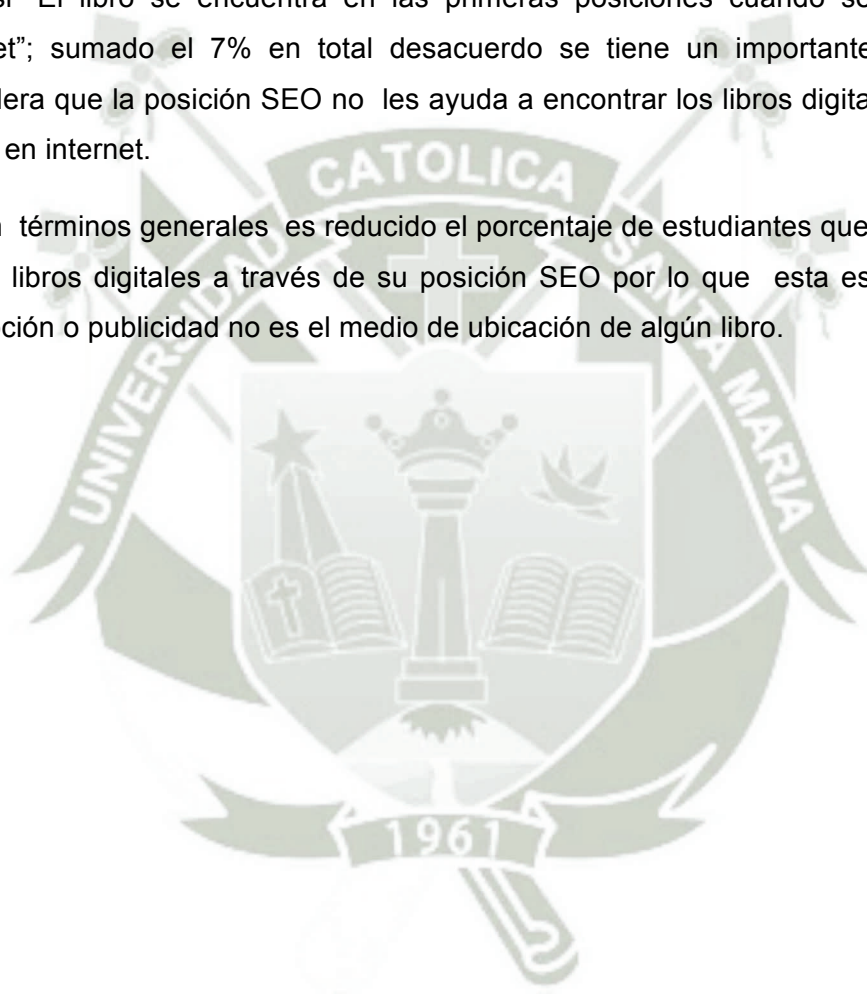 El libro se encuentra en las primeras posiciones cuando se
et”; sumado el 7% en total desacuerdo se tiene un importante
dera que la posición SEO no les ayuda a encontrar los libros digita
en internet.
términos generales es reducido el porcentaje de estudiantes que
libros digitales a través de su posición SEO por lo que esta es
ción o publicidad no es el medio de ubicación de algún libro.
UNIVERSIDAD CATOLICA SANTA MARIA
1961